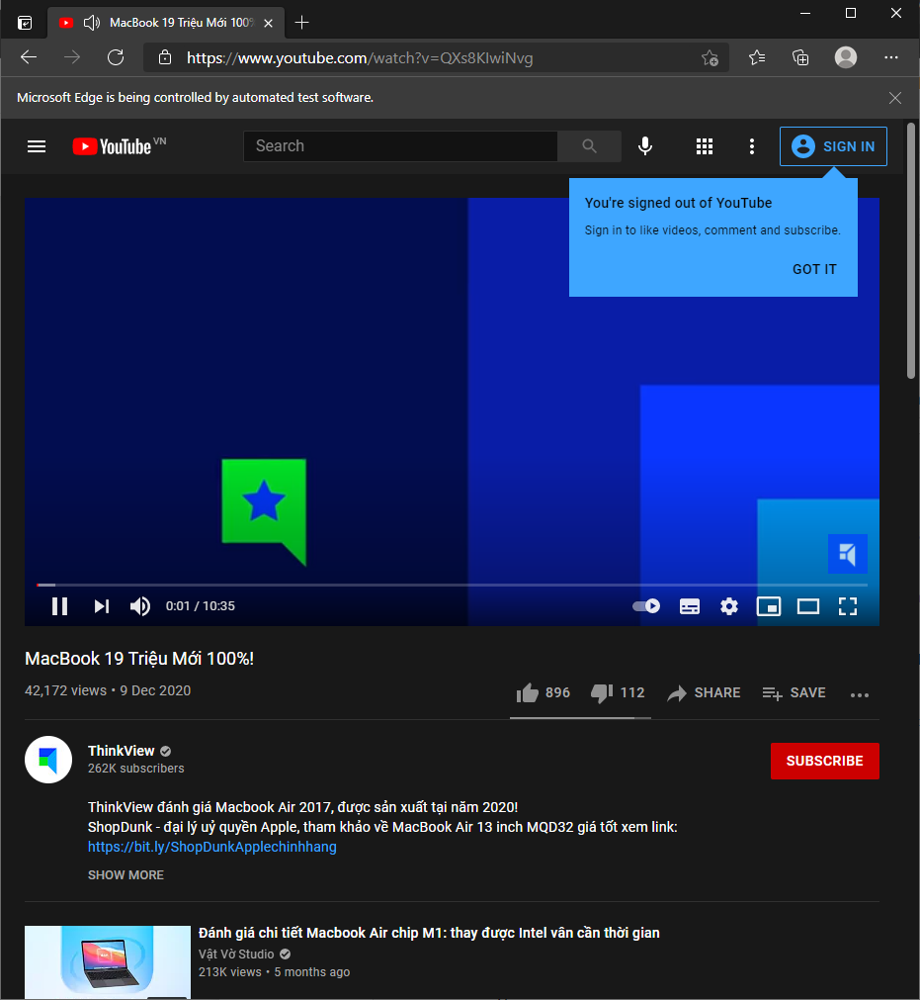 MacBook 19 Triệu Mới 100%
https://www.youtube.com/watch?v=QXs8KIwiNvg
Microsoft Edge is being controlled by automated test software.
YouTube VN
Search
SIGN IN
You're signed out of YouTube
Sign in to like videos, comment and subscribe.
GOT IT
0:01 / 10:35
MacBook 19 Triệu Mới 100%!
42,172 views • 9 Dec 2020
896
112
SHARE
SAVE
ThinkView
262K subscribers
SUBSCRIBE
ThinkView đánh giá Macbook Air 2017, được sản xuất tại năm 2020!
ShopDunk - đại lý uỷ quyền Apple, tham khảo về MacBook Air 13 inch MQD32 giá tốt xem link:
https://bit.ly/ShopDunkApplechinhhang
SHOW MORE
Đánh giá chi tiết Macbook Air chip M1: thay được Intel vân cần thời gian
Vật Vờ Studio
213K views • 5 months ago